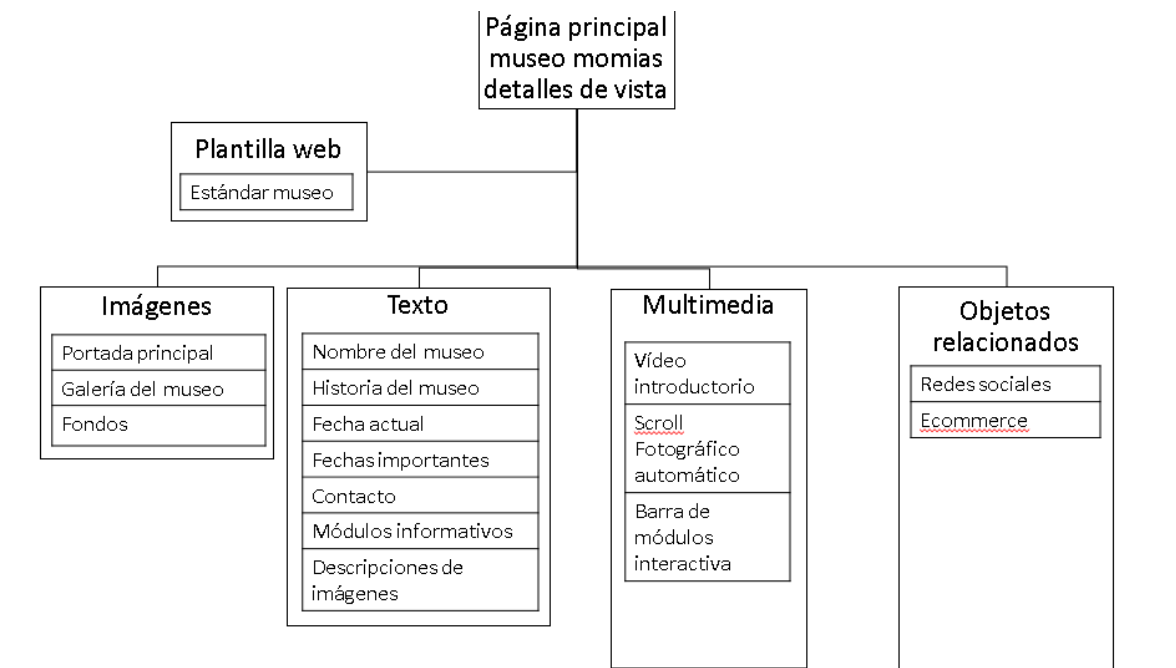 Página principal
museo momias
detalles de vista
Plantilla web
Estándar museo
Imágenes
Portada principal
Galería del museo
Fondos
Texto
Nombre del museo
Historia del museo
Fecha actual
Fechas importantes
Contacto
Módulos informativos
Descripciones de
imágenes
Multimedia
Vídeo
introductorio
Scroll
Fotográfico
automático
Barra de
módulos
interactiva
Objetos
relacionados
Redes sociales
Ecommerce